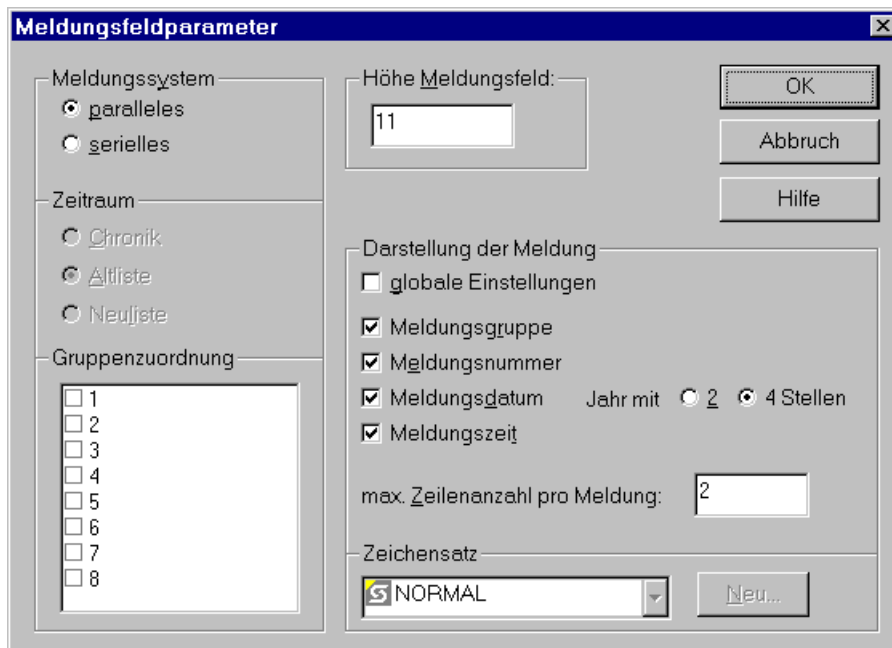 Meldungsfeldparameter
Meldungssystem
paralleles
serielles
Zeitraum
Chronik
Altliste
Neuliste
Gruppenzuordnung
1
2
3
4
5
6
7
8
Höhe Meldungsfeld:
11
OK
Abbruch
Hilfe
Darstellung der Meldung
globale Einstellungen
Meldungsgruppe
Meldungsnummer
Meldungsdatum Jahr mit 2 4 Stellen
Meldungszeit
max. Zeilenanzahl pro Meldung: 2
Zeichensatz
NORMAL
Neu...